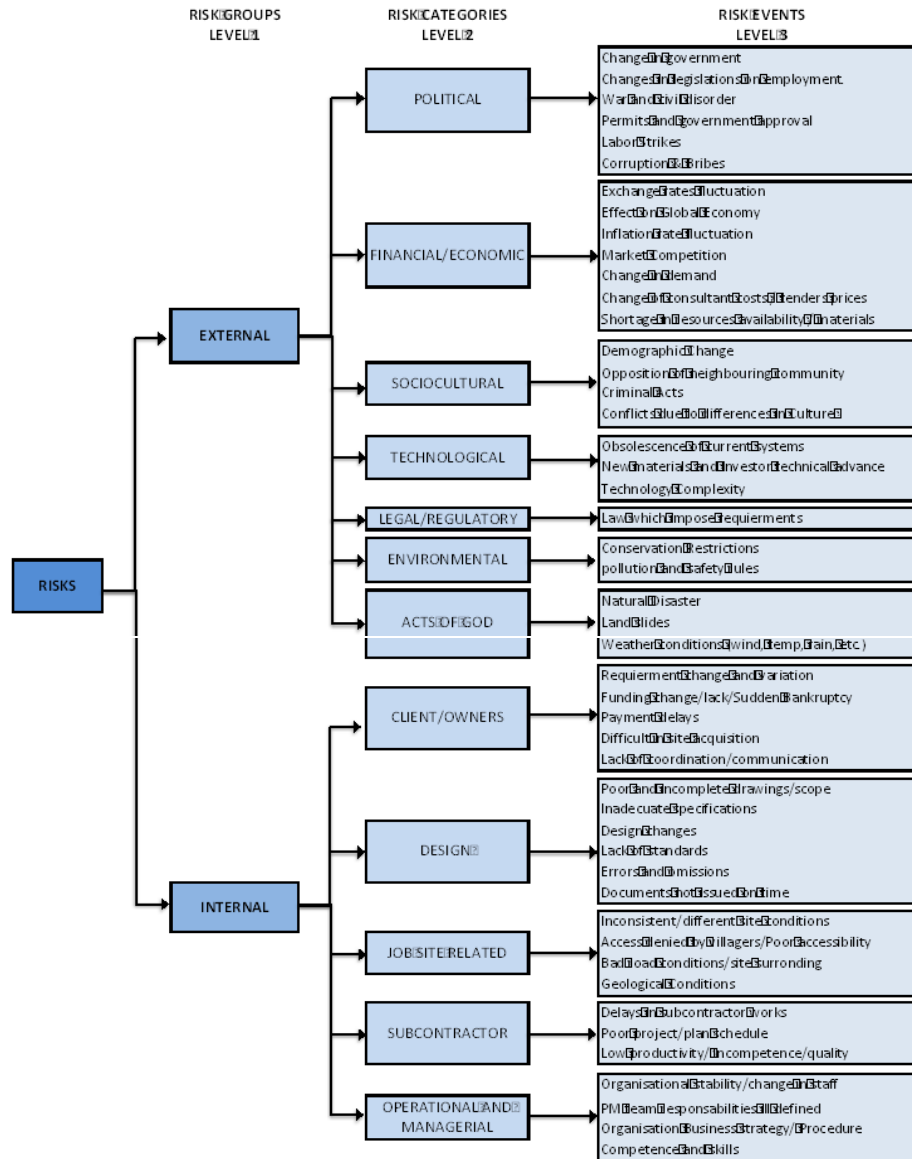 RISK GROUPS
LEVEL 1
RISK CATEGORIES
LEVEL 2
RISK EVENTS
LEVEL 3
RISKS
EXTERNAL
POLITICAL
Change in government
Changes in legislations on employment.
War and civil disorder
Permits and government approval
Labor Strikes
Corruption & Bribes
FINANCIAL/ECONOMIC
Exchange rates fluctuation
Effect on Global Economy
Inflation rate fluctuation
Market Competition
Change in demand
Change of consultant costs / tenders prices
Shortage in resources availability / materials
SOCIOCULTURAL
Demographic Change
Opposition of neighbouring community
Criminal Acts
Conflicts due to differences in Culture
TECHNOLOGICAL
Obsolescence of current systems
New materials and Investor technical advance
Technology Complexity
LEGAL/REGULATORY
Law which impose requierments
ENVIRONMENTAL
Conservation Restrictions
pollution and safety rules
ACTS OF GOD
Natural Disaster
Land slides
Weather conditions (wind, temp, rain, etc.)
INTERNAL
CLIENT/OWNERS
Requierment change and variation
Funding change/lack/Sudden Bankruptcy
Payment delays
Difficult in site acquisition
Lack of coordination/communication
DESIGN
Poor and incomplete drawings/scope
Inadecuate specifications
Design changes
Lack of standards
Errors and omissions
Documents not issued on time
JOB SITE RELATED
Inconsistent/different site conditions
Access denied by villagers/Poor accessibility
Bad road conditions/site surronding
Geological Conditions
SUBCONTRACTOR
Delays in subcontractor works
Poor project/plan schedule
Low productivity/ incompetence/quality
OPERATIONAL AND
MANAGERIAL
Organisational stability/change in staff
PM team responsabilities ill defined
Organisation Business strategy/ Procedure
Competence and skills